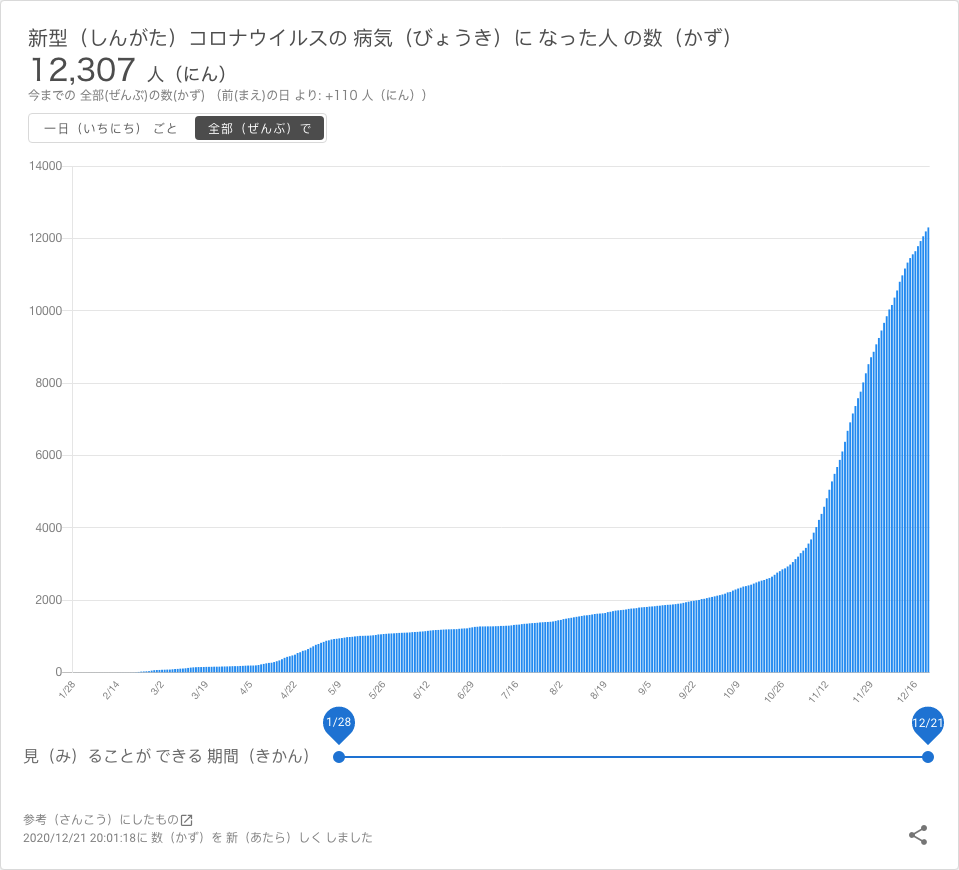 新型（しんがた）コロナウイルスの 病気（びょうき）に なった人 の数（かず）
12,307 人（にん）
今までの 全部(ぜんぶ)の数(かず) （前(まえ)の日 より: +110 人（にん））
一日（いちにち） ごと 全部（ぜんぶ）で
14000
12000
10000
8000
6000
4000
2000
0
1/28 2/14 3/2 3/19 4/5 4/22 5/9 5/26 6/12 6/29 7/16 8/2 8/19 9/5 9/22 10/9 10/26 11/12 11/29 12/16
1/28 12/21
見（み）ることが できる 期間（きかん）
参考（さんこう）にしたもの
2020/12/21 20:01:18に 数（かず）を 新（あたら）しく しました